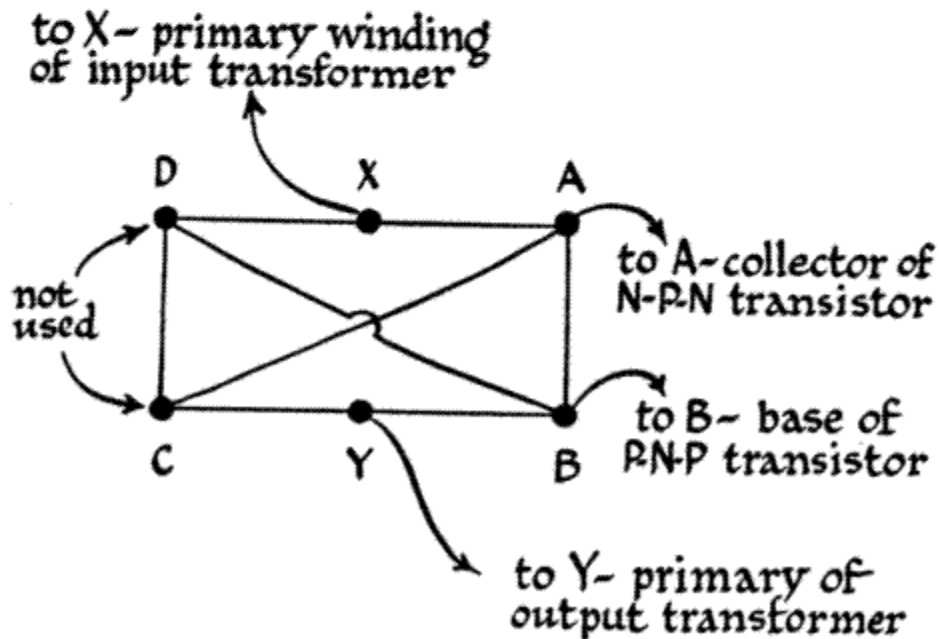 to X- primary winding
of input transformer
D
X
A
to A-collector of
N-P-N transistor
not
used
to B- base of
P-N-P transistor
C
Y
B
to Y- primary of
output transformer